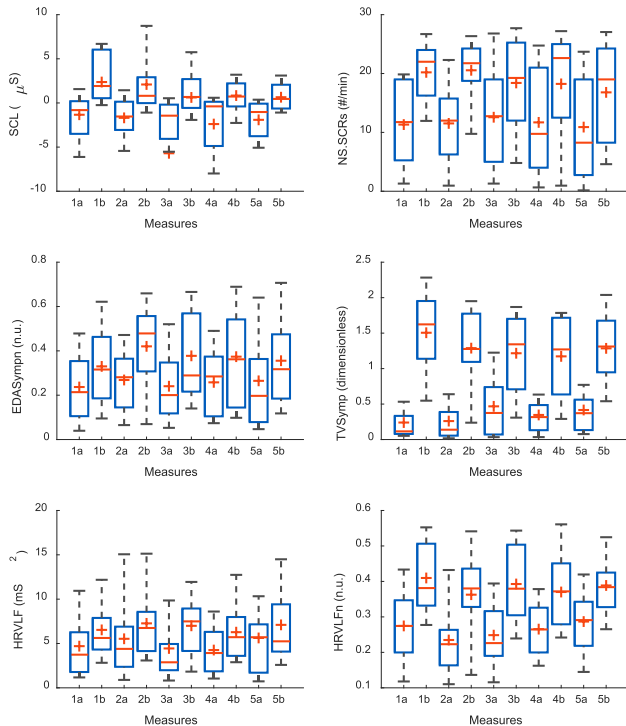 SCL ( μS)
10
5
0
-5
-10
1a 1b 2a 2b 3a 3b 4a 4b 5a 5b
Measures
NS.SCRs (#/min)
30
20
10
0
1a 1b 2a 2b 3a 3b 4a 4b 5a 5b
Measures
EDASympn (n.u.)
0.8
0.6
0.4
0.2
0
1a 1b 2a 2b 3a 3b 4a 4b 5a 5b
Measures
TVSymp (dimensionless)
2.5
2
1.5
1
0.5
0
1a 1b 2a 2b 3a 3b 4a 4b 5a 5b
Measures
HRVLF (mS 2)
20
15
10
5
0
1a 1b 2a 2b 3a 3b 4a 4b 5a 5b
Measures
HRVLFn (n.u.)
0.6
0.5
0.4
0.3
0.2
0.1
1a 1b 2a 2b 3a 3b 4a 4b 5a 5b
Measures